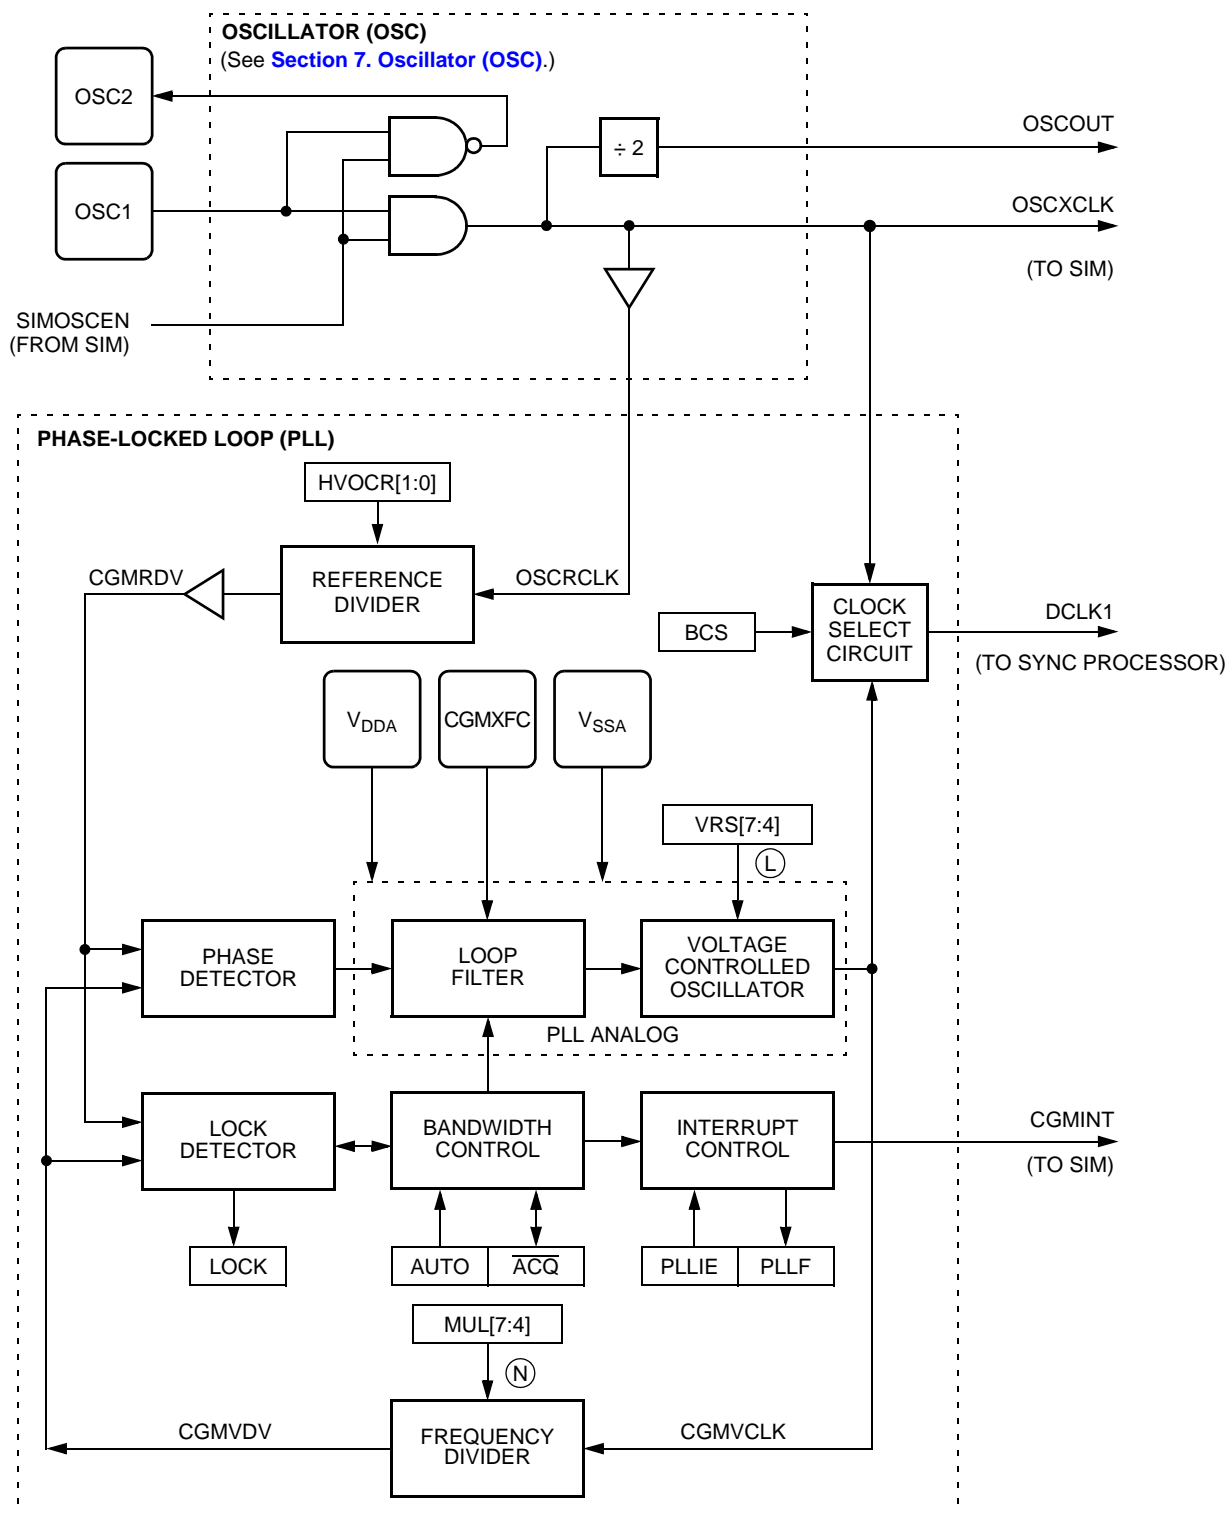 OSCILLATOR (OSC)
(See Section 7. Oscillator (OSC).)
OSC2
OSC1
÷ 2
OSCOUT
OSCXCLK
(TO SIM)
SIMOSCEN
(FROM SIM)
PHASE-LOCKED LOOP (PLL)
HVOCR[1:0]
CGMRDV
REFERENCE
DIVIDER
OSCRCLK
BCS
CLOCK
SELECT
CIRCUIT
DCLK1
(TO SYNC PROCESSOR)
VDDA
CGMXFC
VSSA
VRS[7:4]
L
PHASE
DETECTOR
LOOP
FILTER
VOLTAGE
CONTROLLED
OSCILLATOR
PLL ANALOG
LOCK
DETECTOR
BANDWIDTH
CONTROL
INTERRUPT
CONTROL
CGMINT
(TO SIM)
LOCK
AUTO
A̅C̅Q̅
PLLIE
PLLF
MUL[7:4]
N
CGMVDV
FREQUENCY
DIVIDER
CGMVCLK